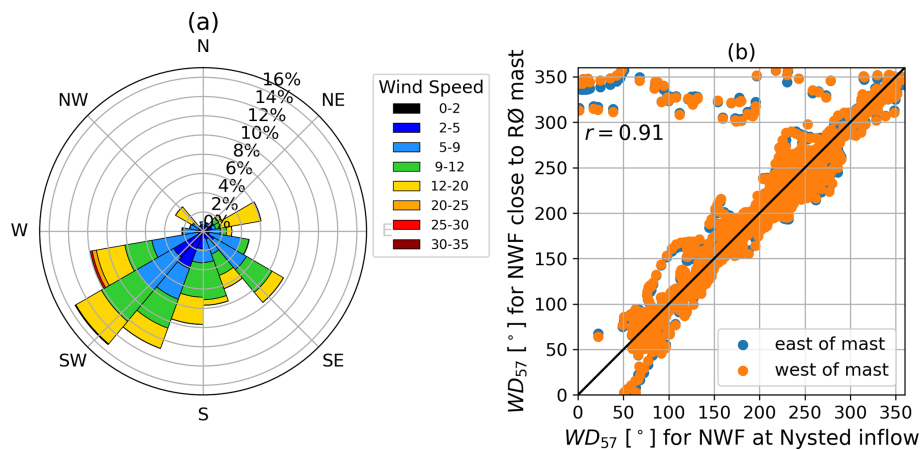 (a)
N
NE
E
SE
S
SW
W
NW
16%
14%
12%
10%
8%
6%
4%
2%
0%
Wind Speed
0-2
2-5
5-9
9-12
12-20
20-25
25-30
30-35
(b)
WD57 [°] for NWF close to RØ mast
350
300
250
200
150
100
50
0
r = 0.91
east of mast
west of mast
0 50 100 150 200 250 300 350
WD57 [°] for NWF at Nysted inflow